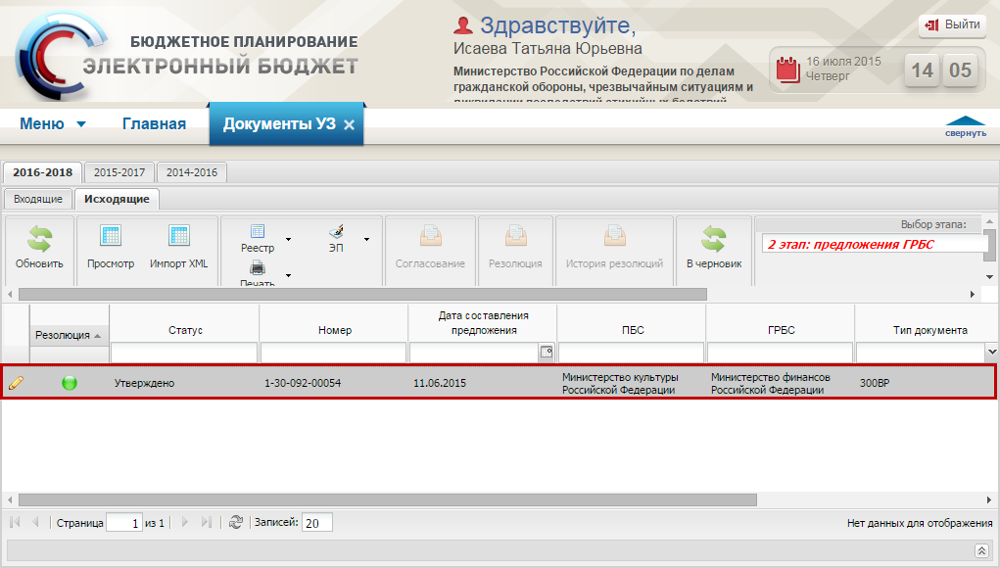 БЮДЖЕТНОЕ ПЛАНИРОВАНИЕ
ЭЛЕКТРОННЫЙ БЮДЖЕТ
Здравствуйте,
Исаева Татьяна Юрьевна
Министерство Российской Федерации по делам
гражданской обороны, чрезвычайным ситуациям и
ликвидации последствий стихийных бедствий
Выйти
16 июля 2015
Четверг
14 05
Меню
Главная
Документы УЗ
свернуть
2016-2018
2015-2017
2014-2016
Входящие
Исходящие
Обновить
Просмотр
Импорт XML
Реестр
Печать
ЭП
Согласование
Резолюция
История резолюций
В черновик
Выбор этапа:
2 этап: предложения ГРБС
Резолюция
Статус
Номер
Дата составления
предложения
ПБС
ГРБС
Тип документа
Утверждено
1-30-092-00054
11.06.2015
Министерство культуры
Российской Федерации
Министерство финансов
Российской Федерации
300ВР
Страница 1 из 1
Записей: 20
Нет данных для отображения